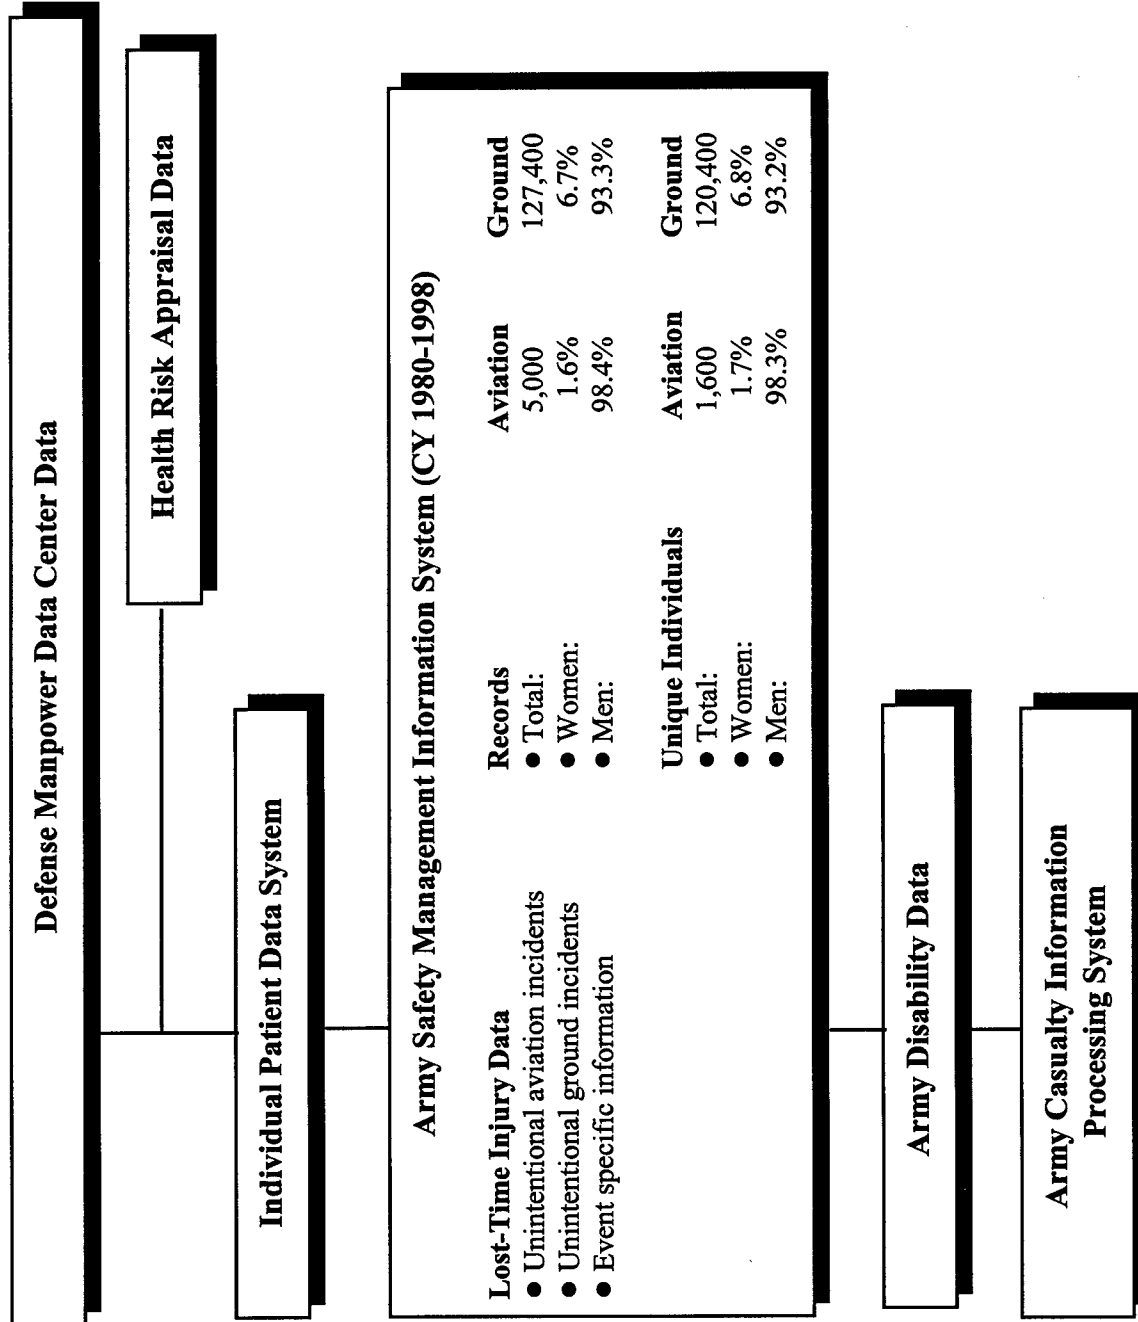 Defense Manpower Data Center Data
Health Risk Appraisal Data
Individual Patient Data System
Army Safety Management Information System (CY 1980-1998)
Lost-Time Injury Data
● Unintentional aviation incidents
● Unintentional ground incidents
● Event specific information
Records Aviation Ground
● Total: 5,000 127,400
● Women: 1.6% 6.7%
● Men: 98.4% 93.3%
Unique Individuals Aviation Ground
● Total: 1,600 120,400
● Women: 1.7% 6.8%
● Men: 98.3% 93.2%
Army Disability Data
Army Casualty Information
Processing System